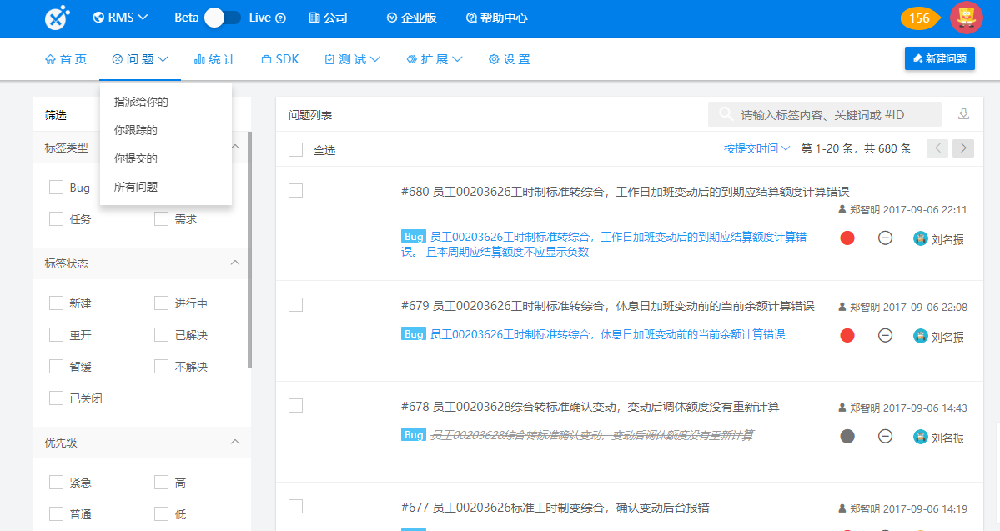 RMS
Beta
Live
公司
企业版
帮助中心
156
首 页
问 题
统 计
SDK
测 试
扩 展
设 置
新建问题
指派给你的
你跟踪的
你提交的
所有问题
筛选
标签类型
Bug
任务
需求
标签状态
新建
进行中
重开
已解决
暂缓
不解决
已关闭
优先级
紧急
高
普通
低
问题列表
请输入标签内容、关键词或 #ID
全选
按提交时间
第 1-20 条，共 680 条
#680 员工00203626工时制标准转综合，工作日加班变动后的到期应结算额度计算错误
郑智明 2017-09-06 22:11
Bug 员工00203626工时制标准转综合，工作日加班变动后的到期应结算额度计算错
误。 且本周期应结算额度不应显示负数
刘名振
#679 员工00203626工时制标准转综合，休息日加班变动前的当前余额计算错误
郑智明 2017-09-06 22:08
Bug 员工00203626工时制标准转综合，休息日加班变动前的当前余额计算错误
刘名振
#678 员工00203628综合转标准确认变动，变动后调休额度没有重新计算
郑智明 2017-09-06 14:43
Bug 员工00203628综合转标准确认变动，变动后调休额度没有重新计算
刘名振
#677 员工00203626标准工时制变综合，确认变动后台报错
郑智明 2017-09-06 14:19